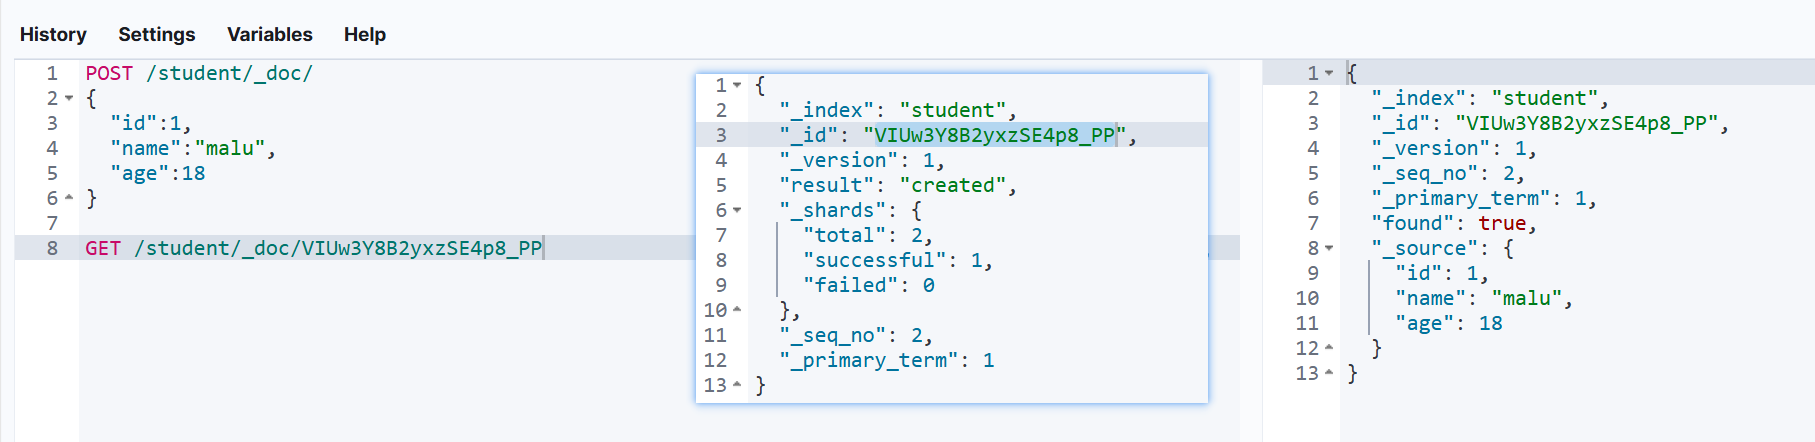 History Settings Variables Help
1 POST /student/_doc/
2 {
3 "id":1,
4 "name":"malu",
5 "age":18
6 }
7
8 GET /student/_doc/VIUw3Y8B2yxzSE4p8_PP
1 {
2 "_index": "student",
3 "_id": "VIUw3Y8B2yxzSE4p8_PP",
4 "_version": 1,
5 "result": "created",
6 "_shards": {
7 "total": 2,
8 "successful": 1,
9 "failed": 0
10 },
11 "_seq_no": 2,
12 "_primary_term": 1
13 }
1 {
2 "_index": "student",
3 "_id": "VIUw3Y8B2yxzSE4p8_PP",
4 "_version": 1,
5 "_seq_no": 2,
6 "_primary_term": 1,
7 "found": true,
8 "_source": {
9 "id": 1,
10 "name": "malu",
11 "age": 18
12 }
13 }